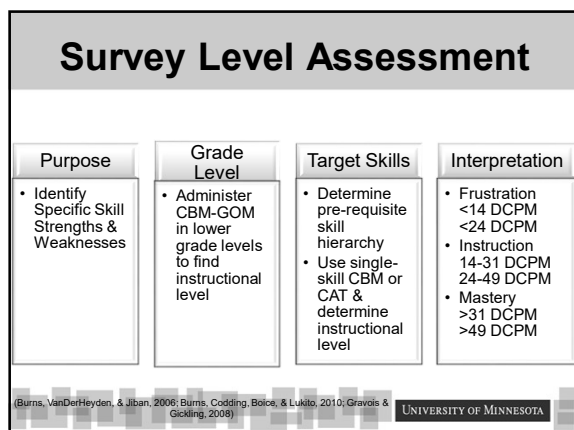 Survey Level Assessment
Purpose
• Identify
Specific Skill
Strengths &
Weaknesses
Grade
Level
• Administer
CBM-GOM
in lower
grade levels
to find
instructional
level
Target Skills
• Determine
pre-requisite
skill
hierarchy
• Use single-
skill CBM or
CAT &
determine
instructional
level
Interpretation
• Frustration
<14 DCPM
<24 DCPM
• Instruction
14-31 DCPM
24-49 DCPM
• Mastery
>31 DCPM
>49 DCPM
(Burns, VanDerHeyden, & Jiban, 2006; Burns, Codding, Boice, & Lukito, 2010; Gravois &
Gickling, 2008)
UNIVERSITY OF MINNESOTA